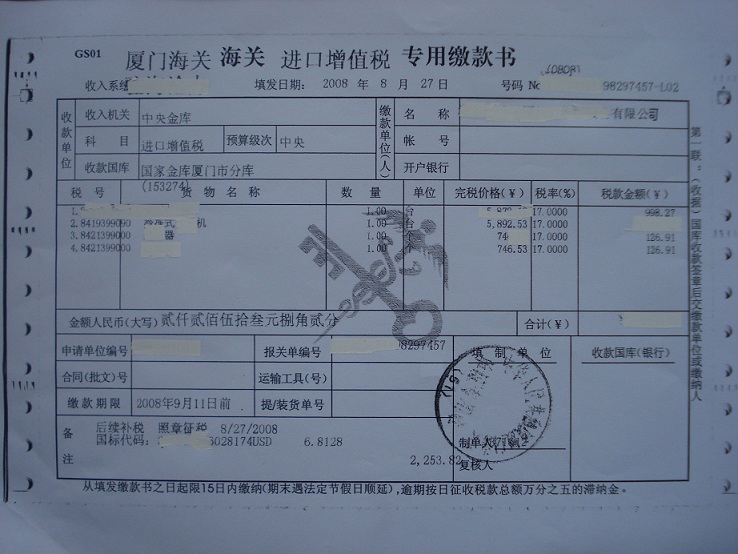 GS01 厦门海关 海关 进口增值税 专用缴款书
(0808)
收入系统 填发日期: 2008 年 8 月 27 日 号码 No 98297457-L02
收款单位 收入机关 中央金库 缴款单位(人) 名 称 有限公司
科 目 进口增值税 预算级次 中央 帐 号
收款国库 国家金库厦门市分库 开户银行
(153274)
税 号 货 物 名 称 数 量 单位 完税价格(¥) 税率(%) 税款金额(¥)
1. 1.00 台 17.0000 998.27
2.8419399090 机 1.00 台 5,892.53 17.0000
3.8421399000 器 1.00 个 74 17.0000 126.91
4.8421399000 1.00 个 746.53 17.0000 126.91
金额人民币(大写) 贰仟贰佰伍拾叁元捌角贰分 合计(¥)
申请单位编号 报关单编号 8297457 填 制 单 位 收款国库(银行)
合同(批文)号 运输工具(号)
缴款期限 2008年9月11日前 提/装货单号
备注 后续补税 照章征税 8/27/2008
国标代码: 6028174USD 6.8128
制单人
2,253.82
复核人
从填发缴款书之日起限15日内缴纳(期末遇法定节假日顺延),逾期按日征收税款总额万分之五的滞纳金。
第一联:(收据)国库收款签章后交缴款单位或缴纳人